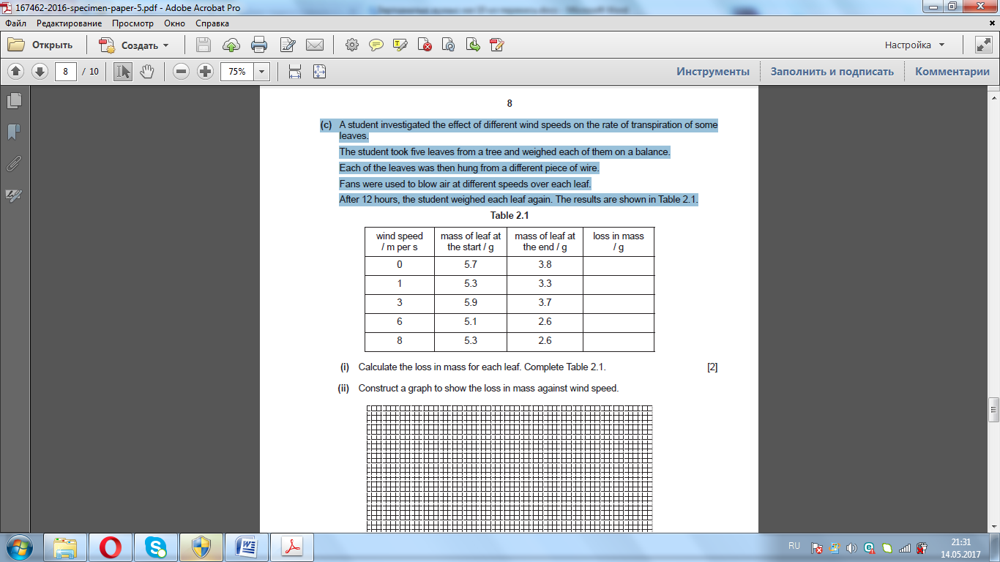 167462-2016-specimen-paper-5.pdf - Adobe Acrobat Pro
Файл Редактирование Просмотр Окно Справка
Открыть Создать Настройка
8 / 10 75% Инструменты Заполнить и подписать Комментарии
8
(c) A student investigated the effect of different wind speeds on the rate of transpiration of some
leaves.
The student took five leaves from a tree and weighed each of them on a balance.
Each of the leaves was then hung from a different piece of wire.
Fans were used to blow air at different speeds over each leaf.
After 12 hours, the student weighed each leaf again. The results are shown in Table 2.1.
Table 2.1
wind speed mass of leaf at mass of leaf at loss in mass
/ m per s the start / g the end / g / g
0 5.7 3.8
1 5.3 3.3
3 5.9 3.7
6 5.1 2.6
8 5.3 2.6
(i) Calculate the loss in mass for each leaf. Complete Table 2.1. [2]
(ii) Construct a graph to show the loss in mass against wind speed.
RU 21:31
14.05.2017